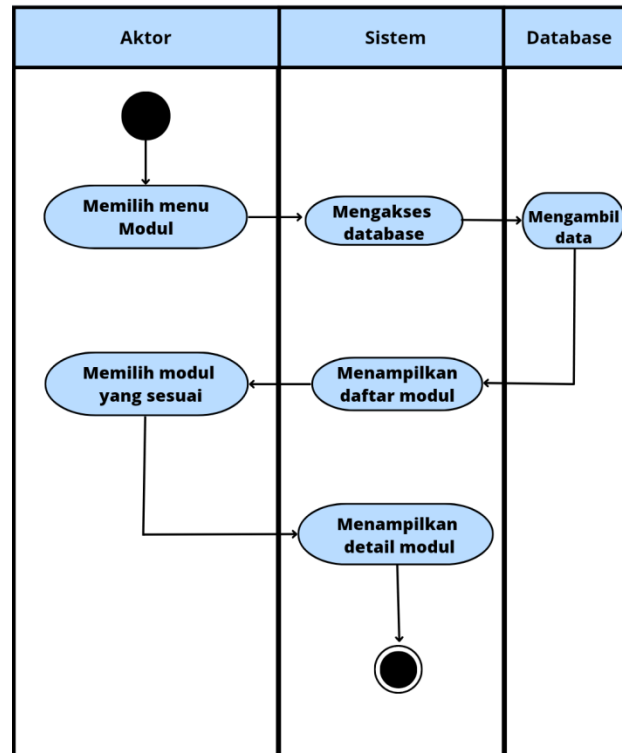 Aktor
Sistem
Database
Memilih menu
Modul
Mengakses
database
Mengambil
data
Memilih modul
yang sesuai
Menampilkan
daftar modul
Menampilkan
detail modul